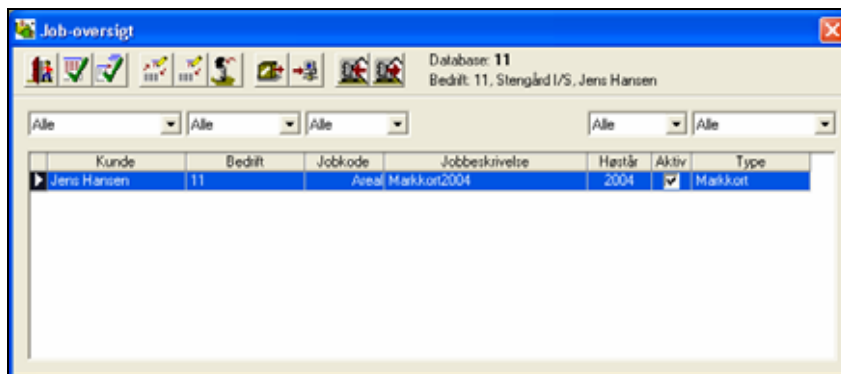 Job-oversigt
Database: 11
Bedrift: 11, Stengård I/S, Jens Hansen
Alle Alle Alle Alle Alle
Kunde Bedrift Jobkode Jobbeskrivelse Høstår Aktiv Type
Jens Hansen 11 Areal Markkort2004 2004 Markkort